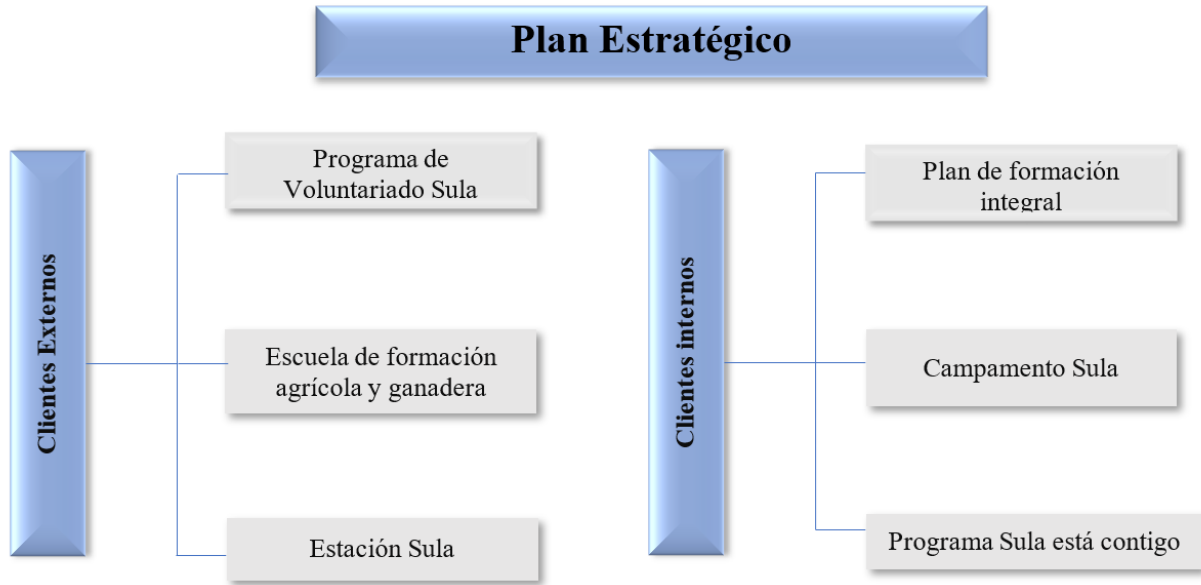 Plan Estratégico
Clientes Externos
Programa de
Voluntariado Sula
Escuela de formación
agrícola y ganadera
Estación Sula
Clientes internos
Plan de formación
integral
Campamento Sula
Programa Sula está contigo